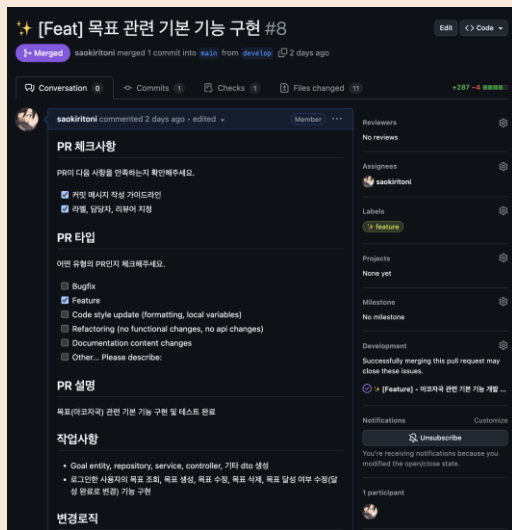 ✨ [Feat] 목표 관련 기본 기능 구현 #8
Edit
<> Code
Merged saokiritoni merged 1 commit into main from develop 2 days ago
Conversation 0
Commits 1
Checks 1
Files changed 11
+287 −4
saokiritoni commented 2 days ago • edited
Member
PR 체크사항
PR이 다음 사항을 만족하는지 확인해주세요.
커밋 메시지 작성 가이드라인
라벨, 담당자, 리뷰어 지정
PR 타입
어떤 유형의 PR인지 체크해주세요.
Bugfix
Feature
Code style update (formatting, local variables)
Refactoring (no functional changes, no api changes)
Documentation content changes
Other... Please describe:
PR 설명
목표(아코자국) 관련 기본 기능 구현 및 테스트 완료
작업사항
• Goal entity, repository, service, controller, 기타 dto 생성
• 로그인한 사용자의 목표 조회, 목표 생성, 목표 수정, 목표 삭제, 목표 달성 여부 수정(달
성 완료로 변경) 기능 구현
변경로직
Reviewers
No reviews
Assignees
saokiritoni
Labels
✨ feature
Projects
None yet
Milestone
No milestone
Development
Successfully merging this pull request may
close these issues.
✨ [Feature] - 아코자국 관련 기본 기능 개발 ...
Notifications
Customize
Unsubscribe
You're receiving notifications because you
modified the open/close state.
1 participant